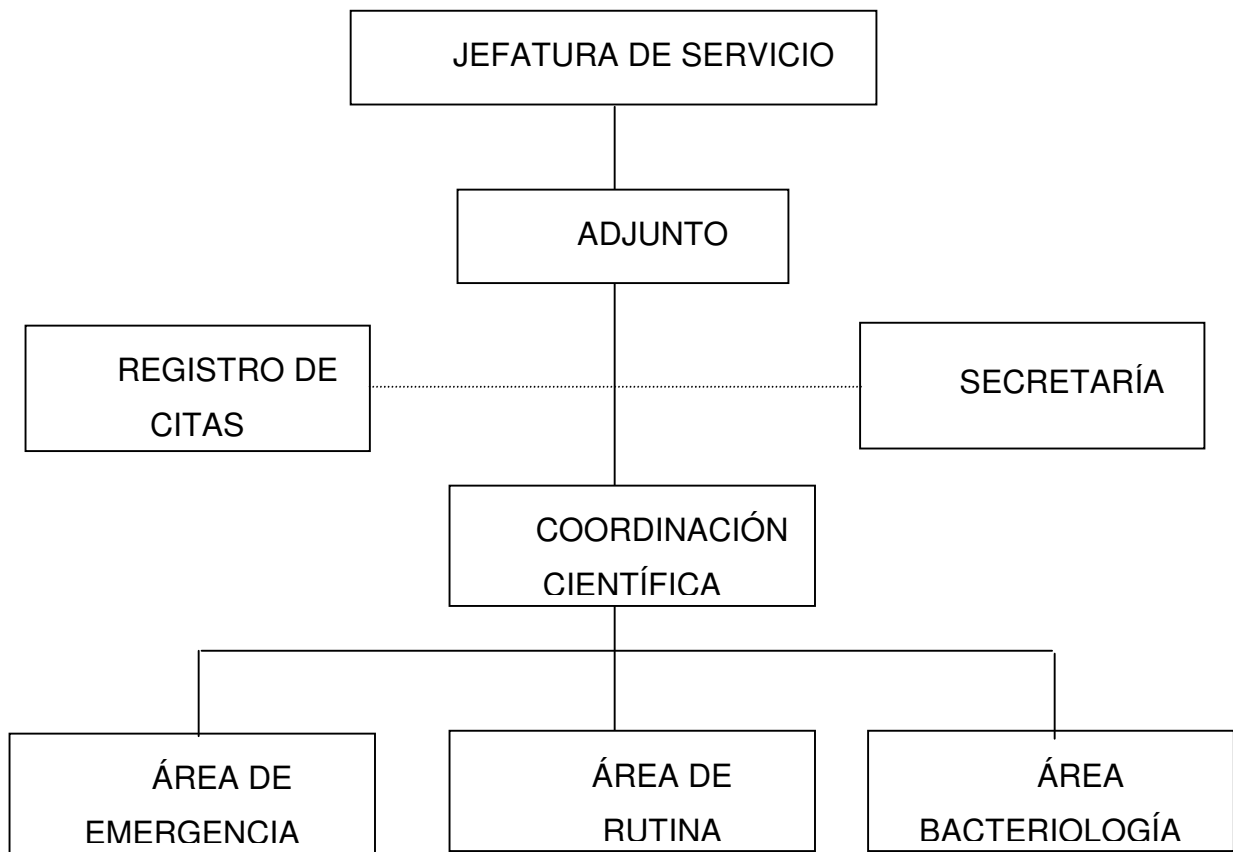 JEFATURA DE SERVICIO
ADJUNTO
REGISTRO DE
CITAS
SECRETARÍA
COORDINACIÓN
CIENTÍFICA
ÁREA DE
EMERGENCIA
ÁREA DE
RUTINA
ÁREA
BACTERIOLOGÍA